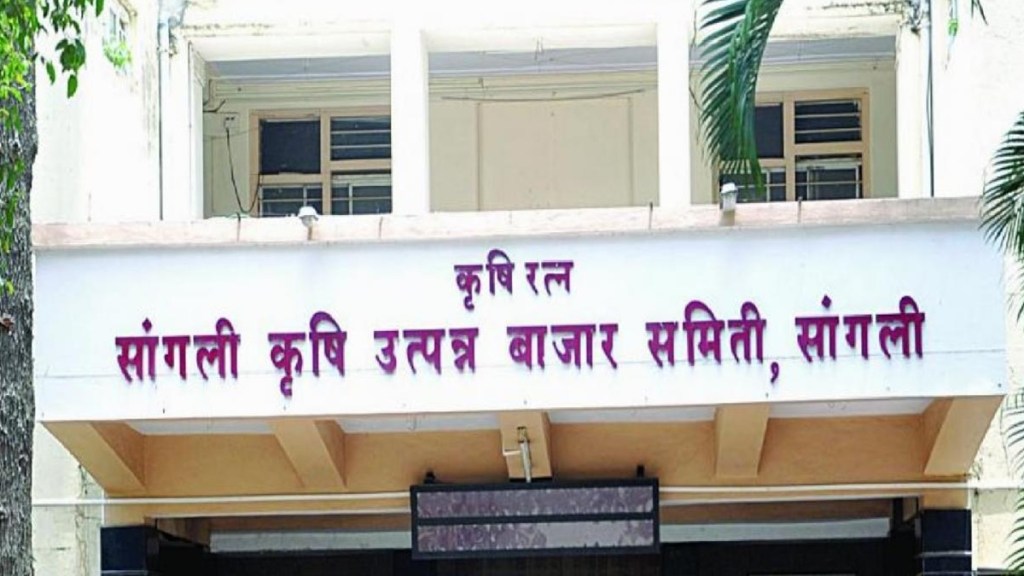 कृषि रत्न
सांगली कृषि उत्पन्न बाजार समिती, सांगली